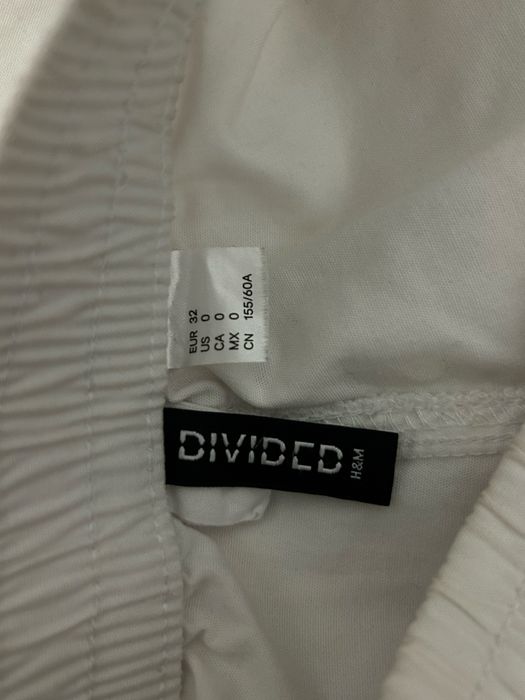 EUR 32
US 0
CA 0
MX 0
CN 155/60A
DIVIDED
H&M